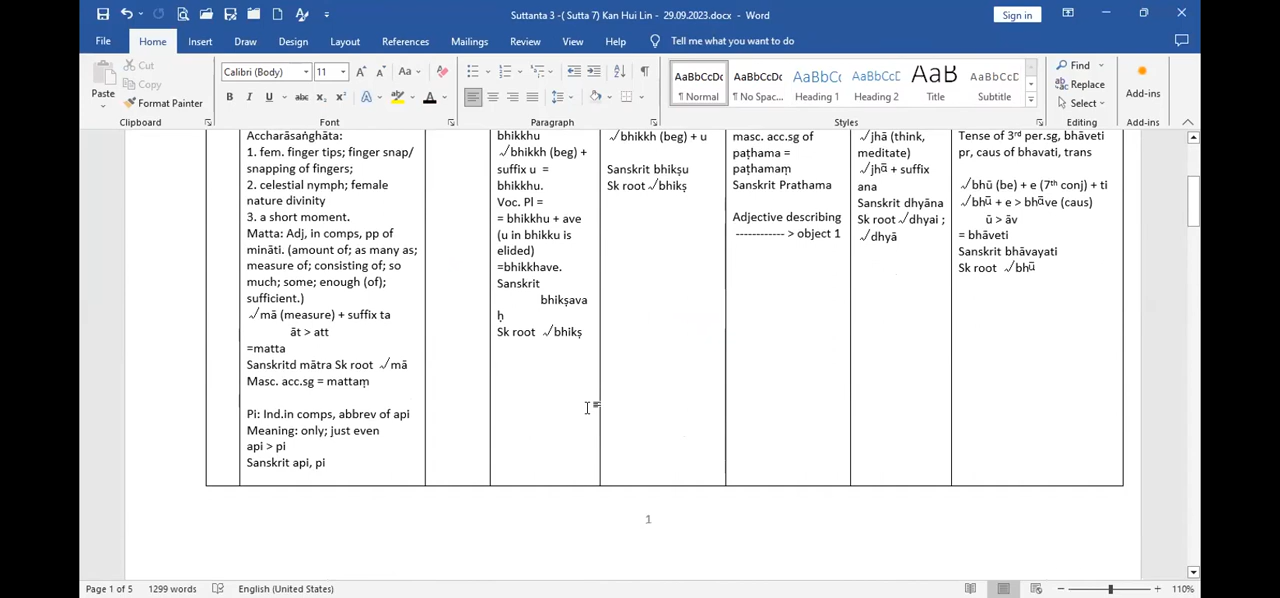 Suttanta 3 -( Sutta 7) Kan Hui Lin - 29.09.2023.docx - Word
Sign in
File
Home
Insert
Draw
Design
Layout
References
Mailings
Review
View
Help
Tell me what you want to do
Paste
Cut
Copy
Format Painter
Clipboard
Calibri (Body)
11
Font
Paragraph
AaBbCcDc
¶ Normal
AaBbCcDc
¶ No Spac...
AaBbCc
Heading 1
AaBbCcD
Heading 2
AaB
Title
AaBbCcD
Subtitle
Styles
Find
Replace
Select
Editing
Add-ins
Add-ins
Accharāsaṅghāta:
1. fem. finger tips; finger snap/
snapping of fingers;
2. celestial nymph; female
nature divinity
3. a short moment.
Matta: Adj, in comps, pp of
mināti. (amount of; as many as;
measure of; consisting of; so
much; some; enough (of);
sufficient.)
√mā (measure) + suffix ta
āt > att
=matta
Sanskritd mātra Sk root √mā
Masc. acc.sg = mattaṃ
Pi: Ind.in comps, abbrev of api
Meaning: only; just even
api > pi
Sanskrit api, pi
bhikkhu
√bhikkh (beg) +
suffix u =
bhikkhu.
Voc. Pl =
= bhikkhu + ave
(u in bhikku is
elided)
=bhikkhave.
Sanskrit
bhikṣava
ḥ
Sk root √bhikṣ
√bhikkh (beg) + u
Sanskrit bhikṣu
Sk root √bhikṣ
masc. acc.sg of
paṭhama =
paṭhamaṃ
Sanskrit Prathama
Adjective describing
------------ > object 1
√jhā (think,
meditate)
√jhā + suffix
ana
Sanskrit dhyāna
Sk root √dhyai ;
√dhyā
Tense of 3rd per.sg, bhāveti
pr, caus of bhavati, trans
√bhū (be) + e (7th conj) + ti
√bhū + e > bhāve (caus)
ū > āv
= bhāveti
Sanskrit bhāvayati
Sk root √bhū
1
Page 1 of 5
1299 words
English (United States)
110%